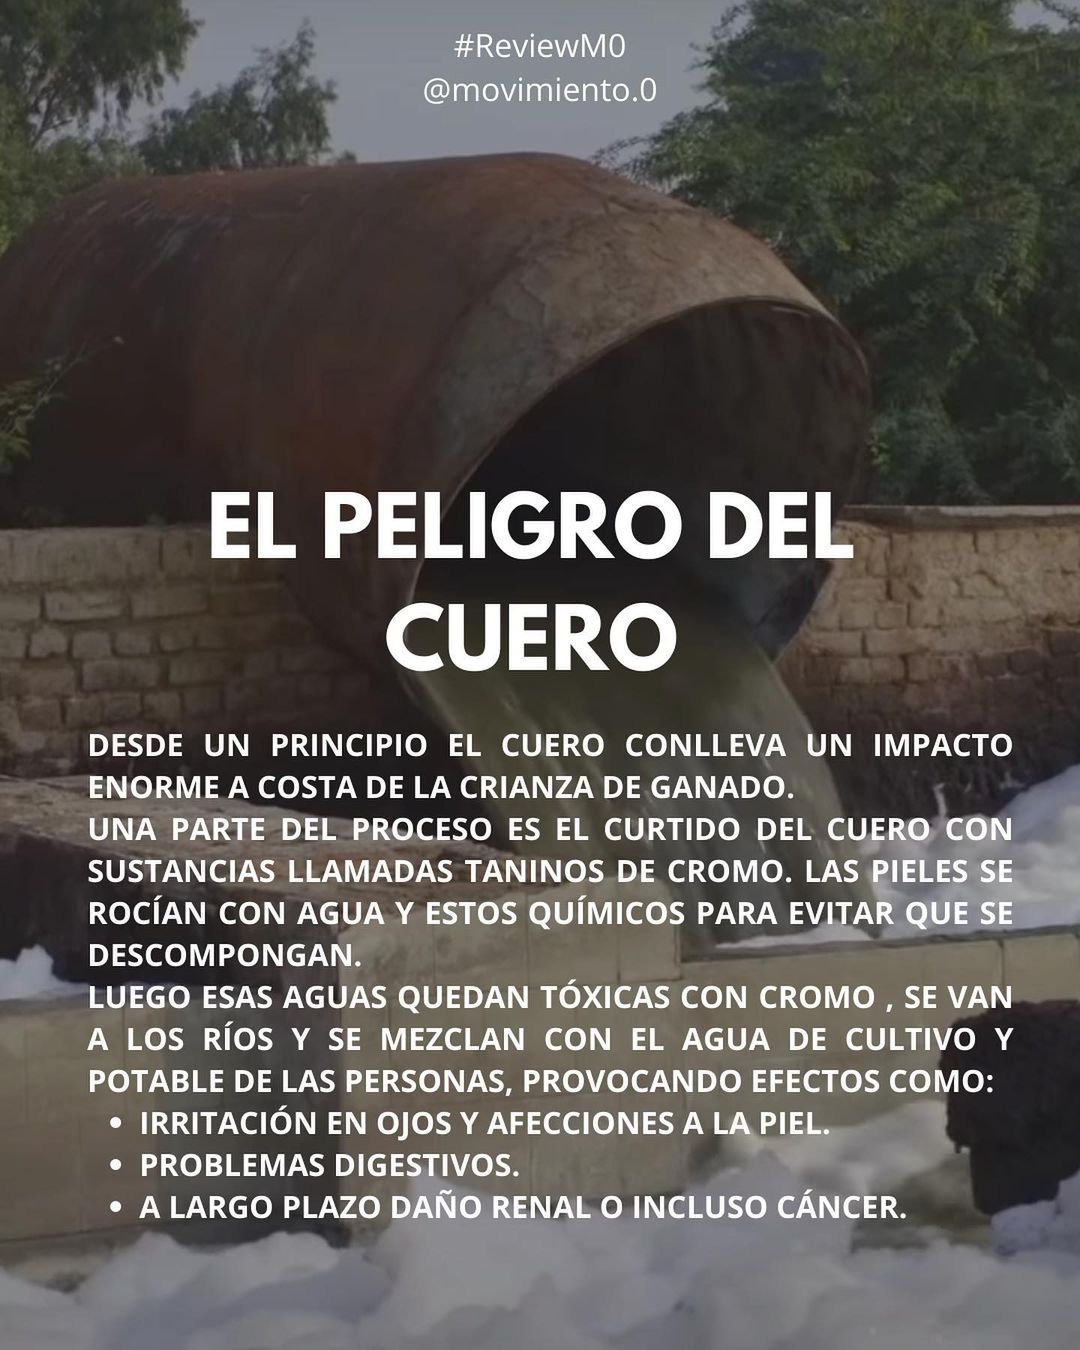 #ReviewM0
@movimiento.0
EL PELIGRO DEL
CUERO
DESDE UN PRINCIPIO EL CUERO CONLLEVA UN IMPACTO
ENORME A COSTA DE LA CRIANZA DE GANADO.
UNA PARTE DEL PROCESO ES EL CURTIDO DEL CUERO CON
SUSTANCIAS LLAMADAS TANINOS DE CROMO. LAS PIELES SE
ROCÍAN CON AGUA Y ESTOS QUÍMICOS PARA EVITAR QUE SE
DESCOMPONGAN.
LUEGO ESAS AGUAS QUEDAN TÓXICAS CON CROMO , SE VAN
A LOS RÍOS Y SE MEZCLAN CON EL AGUA DE CULTIVO Y
POTABLE DE LAS PERSONAS, PROVOCANDO EFECTOS COMO:
• IRRITACIÓN EN OJOS Y AFECCIONES A LA PIEL.
• PROBLEMAS DIGESTIVOS.
• A LARGO PLAZO DAÑO RENAL O INCLUSO CÁNCER.